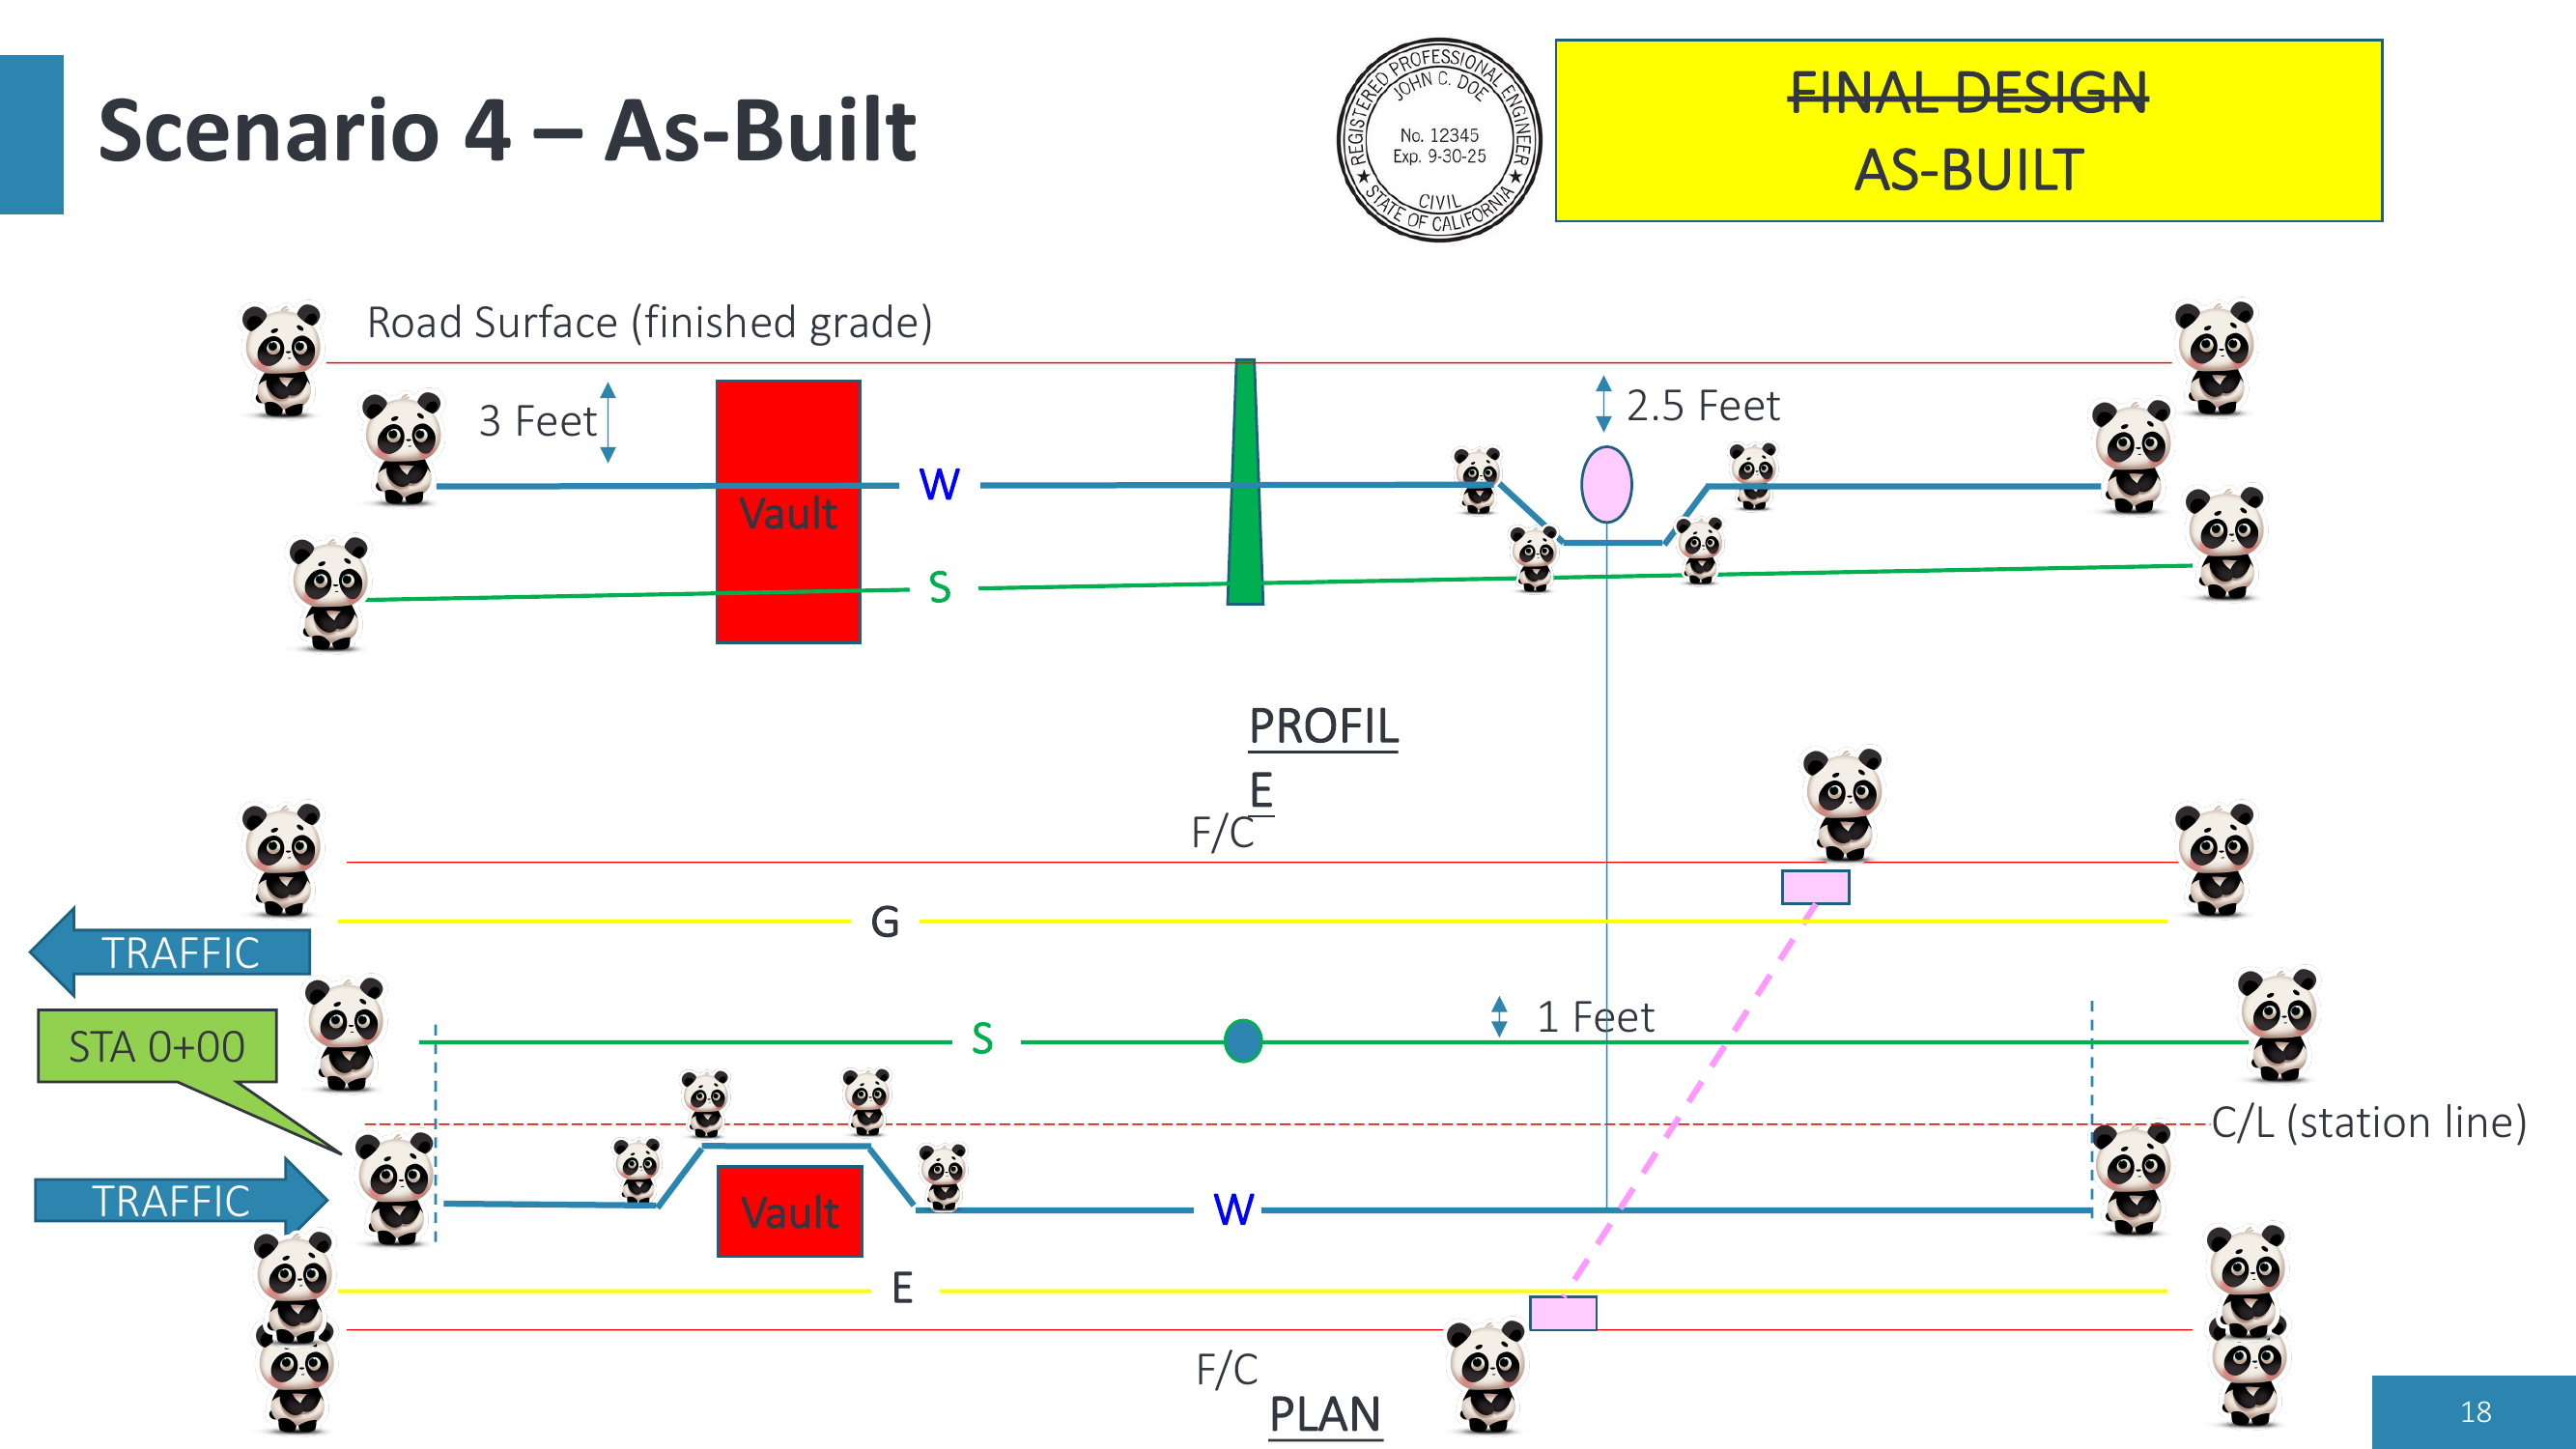 Scenario 4 – As-Built
REGISTERED PROFESSIONAL ENGINEER
JOHN C. DOE
No. 12345
Exp. 9-30-25
CIVIL
STATE OF CALIFORNIA
FINAL DESIGN
AS-BUILT
Road Surface (finished grade)
3 Feet
2.5 Feet
W
Vault
S
PROFIL
E
F/C
G
TRAFFIC
1 Feet
S
STA 0+00
C/L (station line)
TRAFFIC
Vault
W
E
F/C
PLAN
18